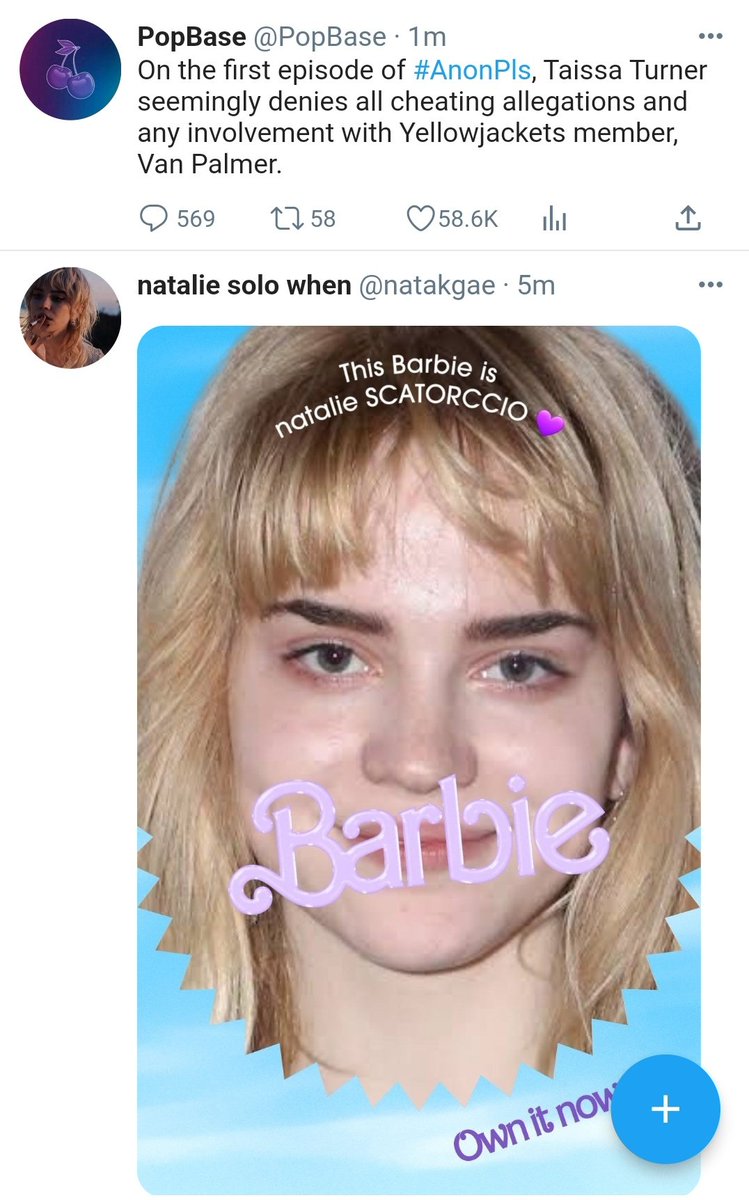 PopBase @PopBase · 1m
On the first episode of #AnonPls, Taissa Turner
seemingly denies all cheating allegations and
any involvement with Yellowjackets member,
Van Palmer.
569 58 58.6K
natalie solo when @natakgae · 5m
This Barbie is
natalie SCATORCCIO 💜
Barbie
Own it now